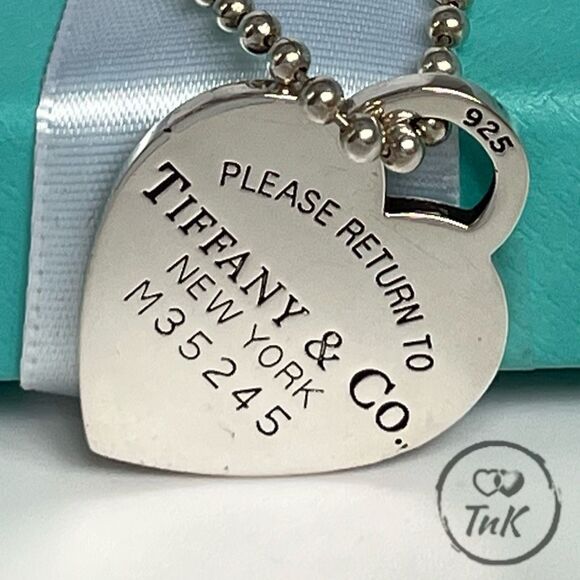 925
PLEASE RETURN TO
TIFFANY & CO.
NEW YORK
M35245
TnK